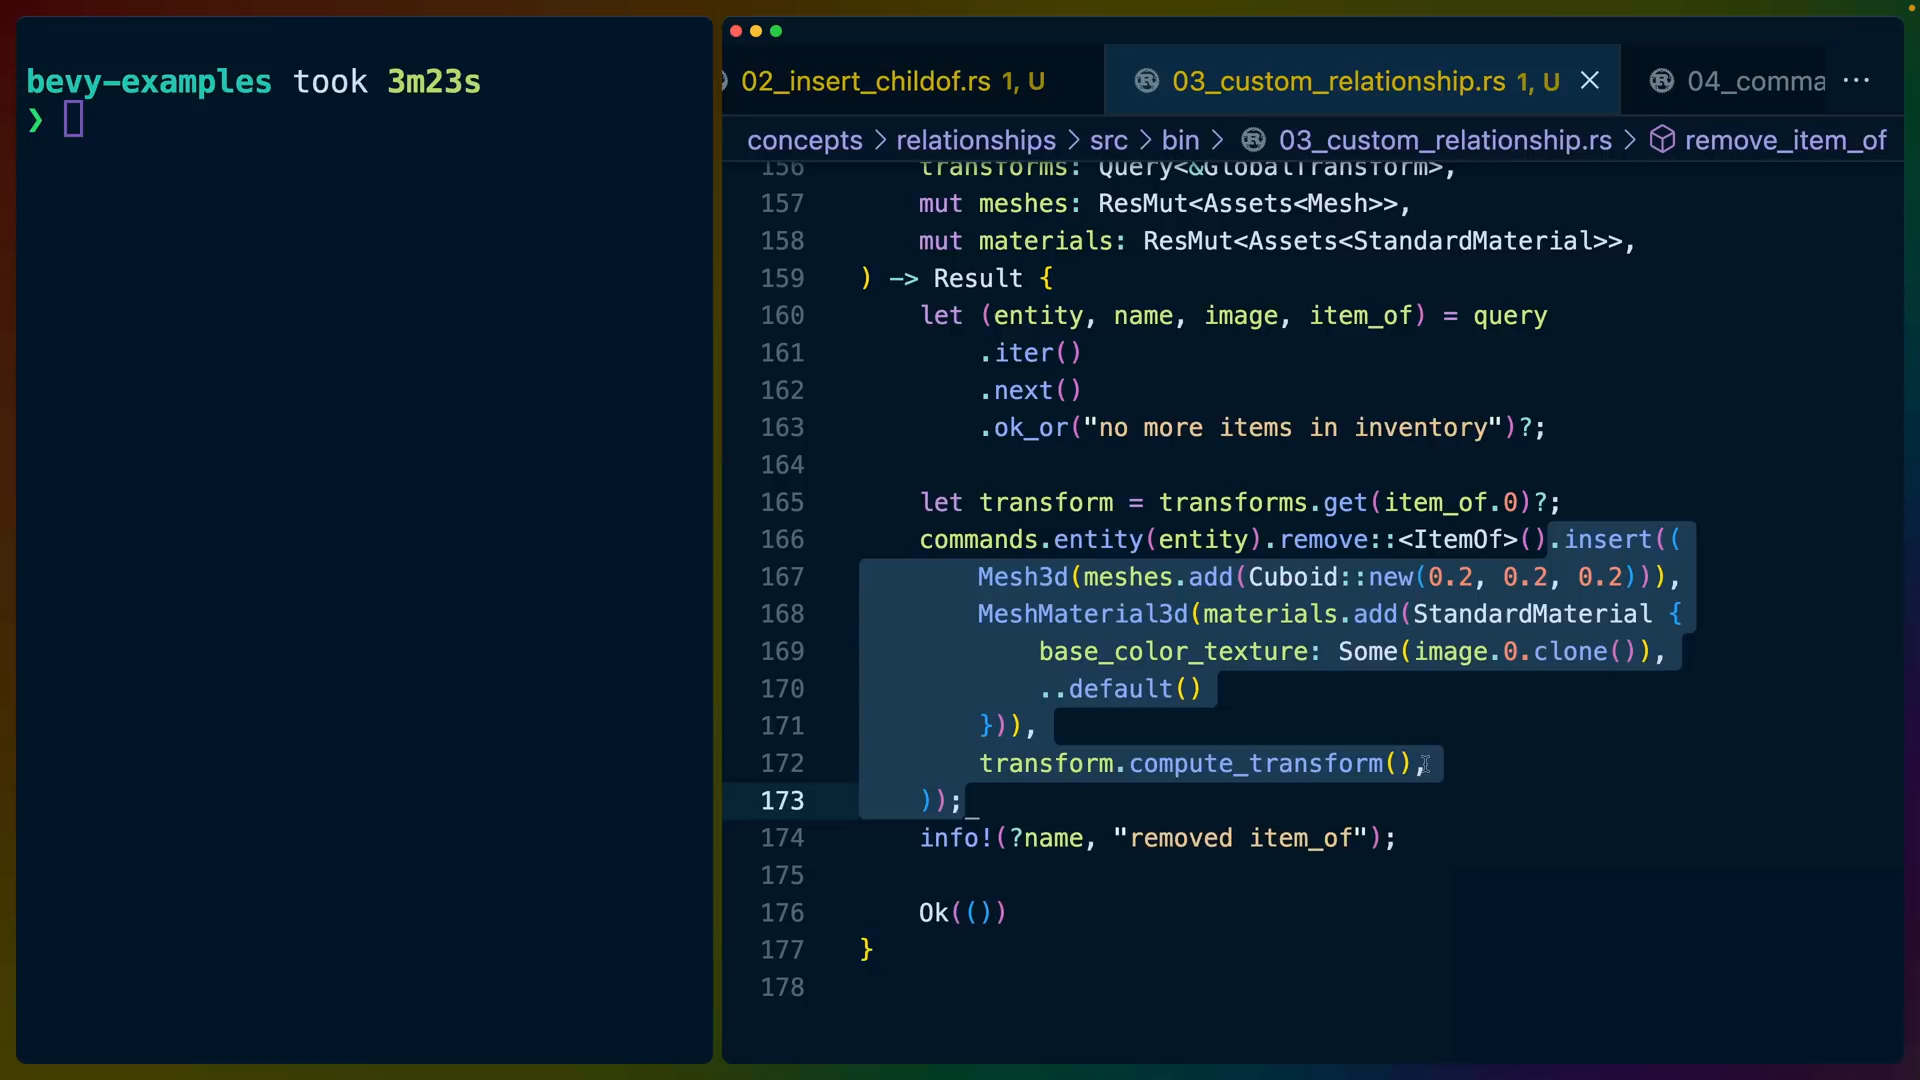 bevy-examples took 3m23s
❯
02_insert_childof.rs 1, U
03_custom_relationship.rs 1, U
04_comma
concepts > relationships > src > bin > 03_custom_relationship.rs > remove_item_of
156 transforms: Query<&GlobalTransform>,
157 mut meshes: ResMut<Assets<Mesh>>,
158 mut materials: ResMut<Assets<StandardMaterial>>,
159 ) -> Result {
160 let (entity, name, image, item_of) = query
161 .iter()
162 .next()
163 .ok_or("no more items in inventory")?;
164
165 let transform = transforms.get(item_of.0)?;
166 commands.entity(entity).remove::<ItemOf>().insert((
167 Mesh3d(meshes.add(Cuboid::new(0.2, 0.2, 0.2))),
168 MeshMaterial3d(materials.add(StandardMaterial {
169 base_color_texture: Some(image.0.clone()),
170 ..default()
171 })),
172 transform.compute_transform(),
173 ));
174 info!(?name, "removed item_of");
175
176 Ok(())
177 }
178